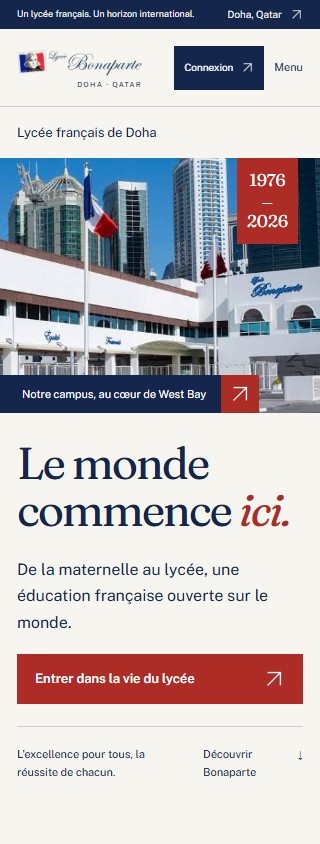 Un lycée français. Un horizon international.
Doha, Qatar
Lycée
Bonaparte
DOHA · QATAR
Connexion
Menu
Lycée français de Doha
1976
—
2026
Lycée
Bonaparte
Égalité
Fraternité
Notre campus, au cœur de West Bay
Le monde
commence ici.
De la maternelle au lycée, une
éducation française ouverte sur le
monde.
Entrer dans la vie du lycée
L’excellence pour tous, la
réussite de chacun.
Découvrir
Bonaparte
↓